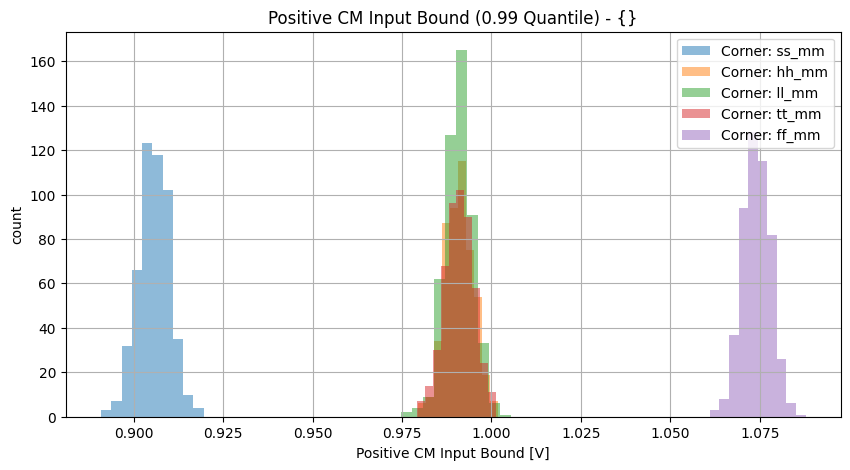 Positive CM Input Bound (0.99 Quantile) - {}
Corner: ss_mm
Corner: hh_mm
Corner: ll_mm
Corner: tt_mm
Corner: ff_mm
count
160
140
120
100
80
60
40
20
0
0.900 0.925 0.950 0.975 1.000 1.025 1.050 1.075
Positive CM Input Bound [V]